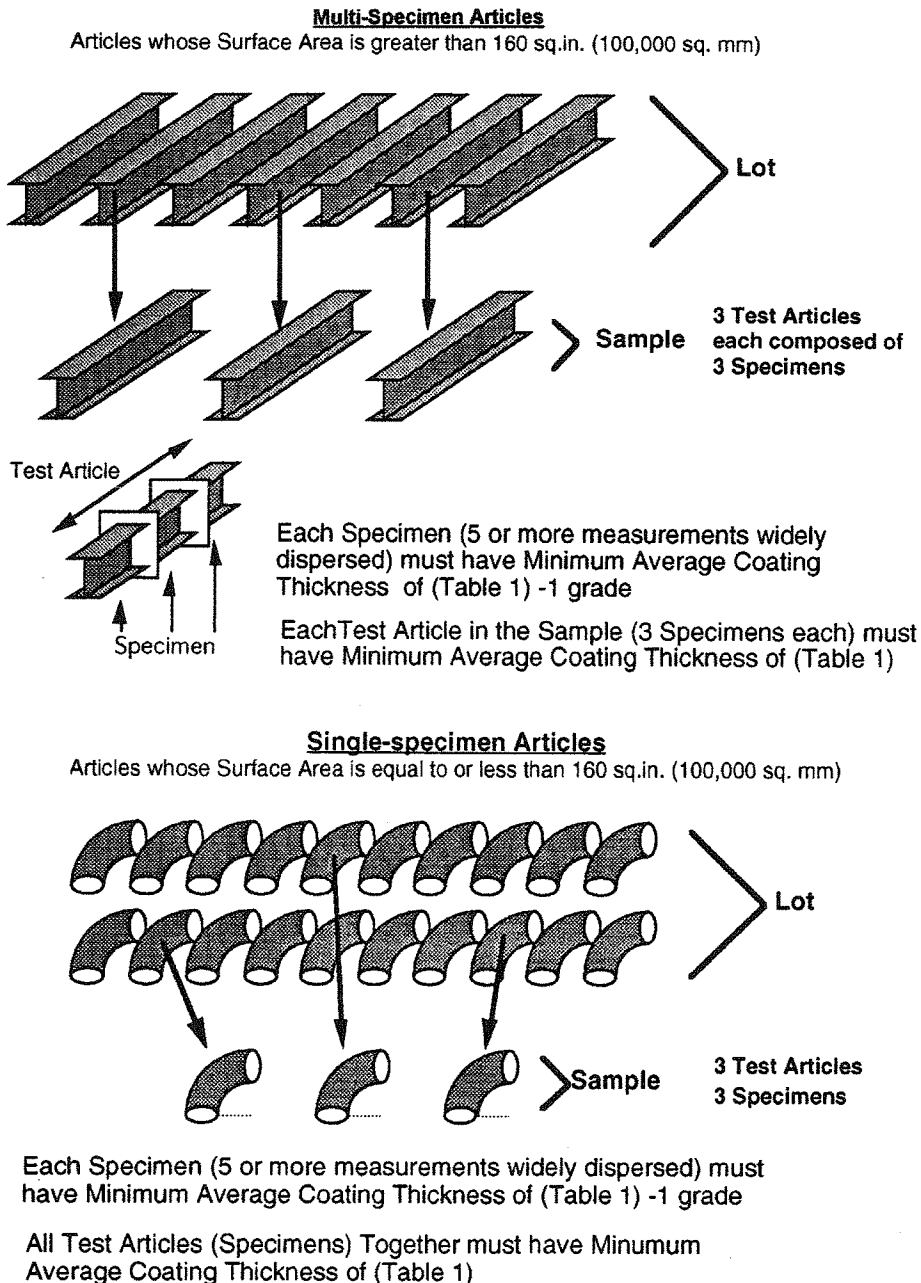 Multi-Specimen Articles
Articles whose Surface Area is greater than 160 sq.in. (100,000 sq. mm)
Lot
Sample
3 Test Articles
each composed of
3 Specimens
Test Article
Specimen
Each Specimen (5 or more measurements widely
dispersed) must have Minimum Average Coating
Thickness of (Table 1) -1 grade
EachTest Article in the Sample (3 Specimens each) must
have Minimum Average Coating Thickness of (Table 1)
Single-specimen Articles
Articles whose Surface Area is equal to or less than 160 sq.in. (100,000 sq. mm)
Lot
Sample
3 Test Articles
3 Specimens
Each Specimen (5 or more measurements widely dispersed) must
have Minimum Average Coating Thickness of (Table 1) -1 grade
All Test Articles (Specimens) Together must have Minumum
Average Coating Thickness of (Table 1)